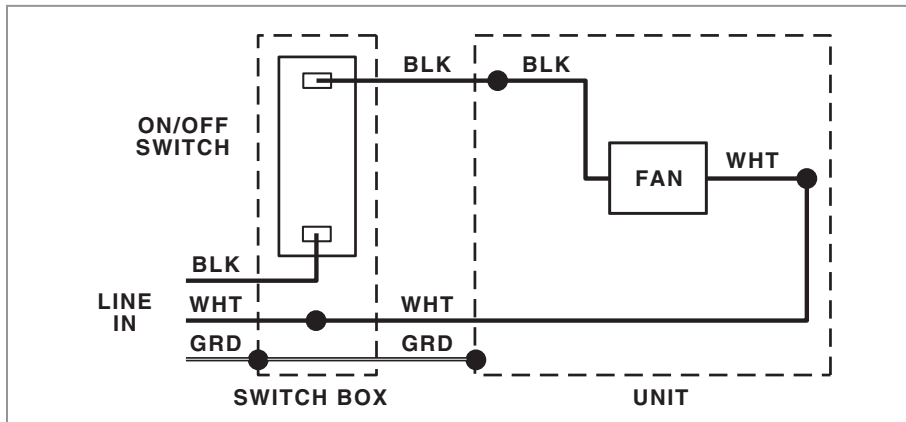 BLK
BLK
ON/OFF
SWITCH
FAN
WHT
BLK
LINE
IN
WHT
WHT
GRD
GRD
SWITCH BOX
UNIT